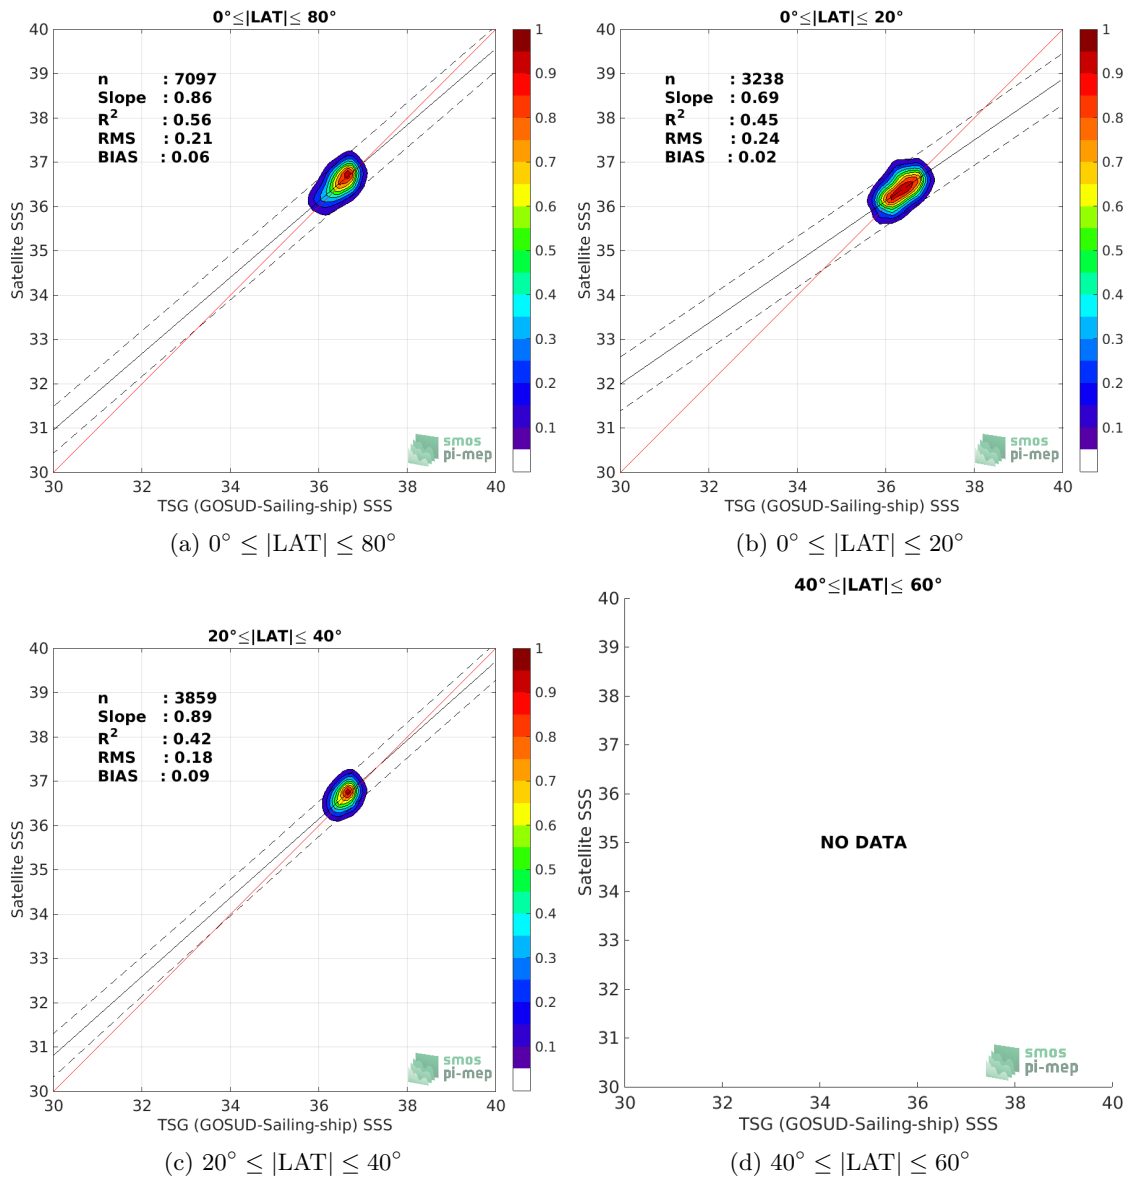 0°≤|LAT|≤ 80°
40
39
38
37
36
35
34
33
32
31
30
Satellite SSS
n : 7097
Slope : 0.86
R² : 0.56
RMS : 0.21
BIAS : 0.06
smos
pi-mep
30 32 34 36 38 40
TSG (GOSUD-Sailing-ship) SSS
1
0.9
0.8
0.7
0.6
0.5
0.4
0.3
0.2
0.1
(a) 0° ≤ |LAT| ≤ 80°
0°≤|LAT|≤ 20°
40
39
38
37
36
35
34
33
32
31
30
Satellite SSS
n : 3238
Slope : 0.69
R² : 0.45
RMS : 0.24
BIAS : 0.02
smos
pi-mep
30 32 34 36 38 40
TSG (GOSUD-Sailing-ship) SSS
1
0.9
0.8
0.7
0.6
0.5
0.4
0.3
0.2
0.1
(b) 0° ≤ |LAT| ≤ 20°
20°≤|LAT|≤ 40°
40
39
38
37
36
35
34
33
32
31
30
Satellite SSS
n : 3859
Slope : 0.89
R² : 0.42
RMS : 0.18
BIAS : 0.09
smos
pi-mep
30 32 34 36 38 40
TSG (GOSUD-Sailing-ship) SSS
1
0.9
0.8
0.7
0.6
0.5
0.4
0.3
0.2
0.1
(c) 20° ≤ |LAT| ≤ 40°
40°≤|LAT|≤ 60°
40
39
38
37
36
35
34
33
32
31
30
Satellite SSS
NO DATA
smos
pi-mep
30 32 34 36 38 40
TSG (GOSUD-Sailing-ship) SSS
(d) 40° ≤ |LAT| ≤ 60°